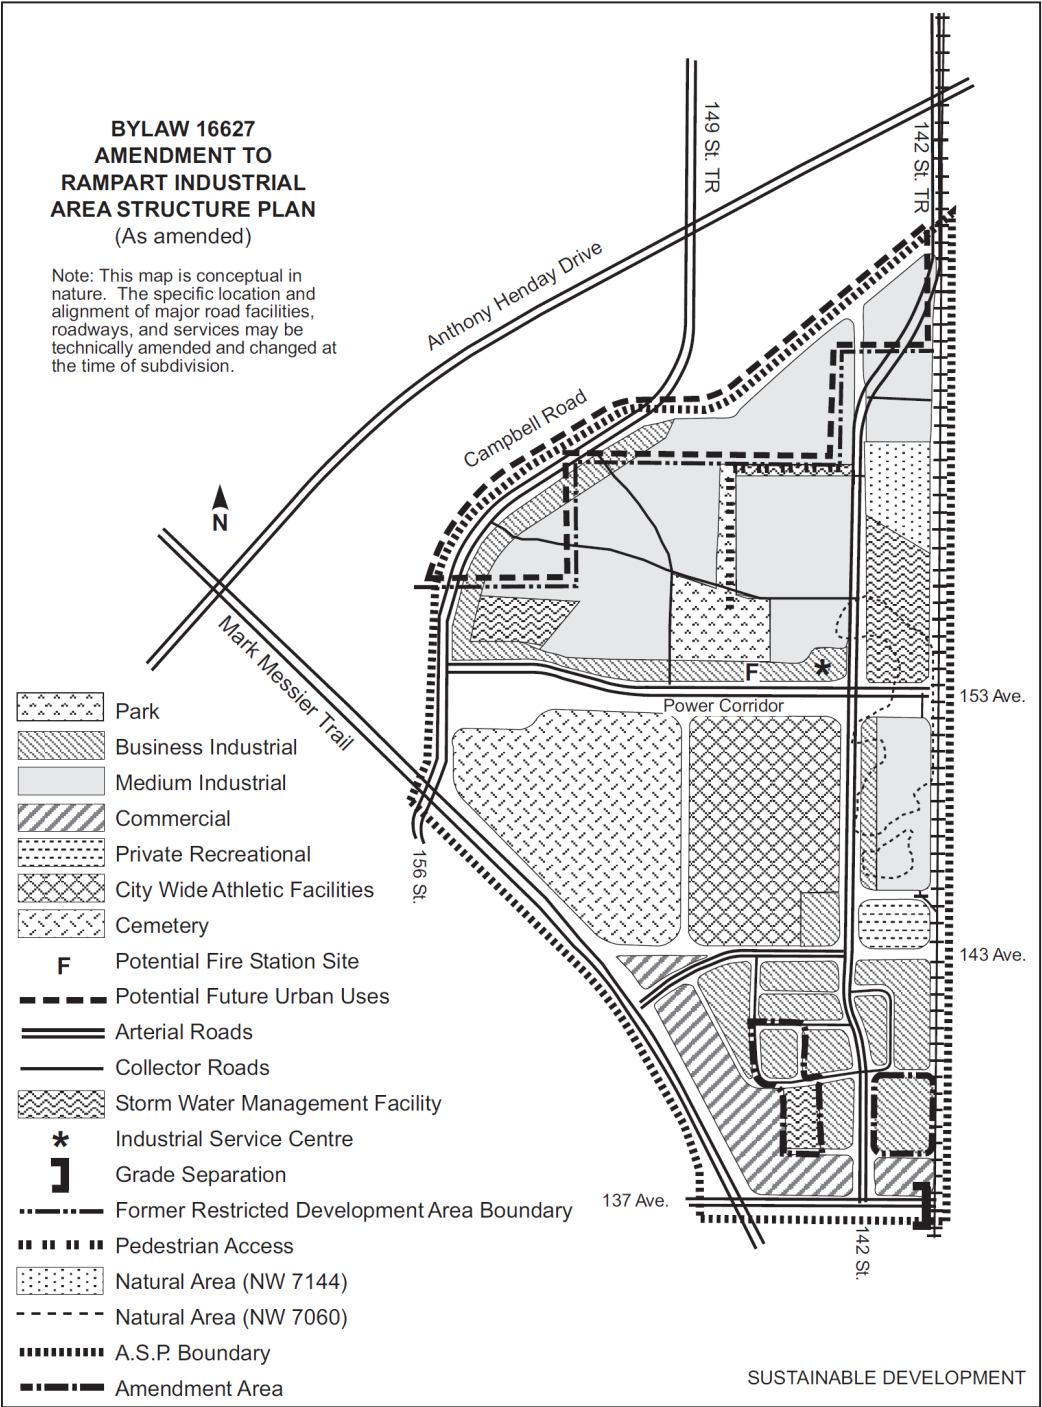 BYLAW 16627
AMENDMENT TO
RAMPART INDUSTRIAL
AREA STRUCTURE PLAN
(As amended)
Note: This map is conceptual in
nature. The specific location and
alignment of major road facilities,
roadways, and services may be
technically amended and changed at
the time of subdivision.
149 St. TR
142 St. TR
Anthony Henday Drive
Campbell Road
N
Mark Messier Trail
F
*
153 Ave.
Power Corridor
156 St.
143 Ave.
137 Ave.
142 St.
Park
Business Industrial
Medium Industrial
Commercial
Private Recreational
City Wide Athletic Facilities
Cemetery
F Potential Fire Station Site
Potential Future Urban Uses
Arterial Roads
Collector Roads
Storm Water Management Facility
* Industrial Service Centre
Grade Separation
Former Restricted Development Area Boundary
Pedestrian Access
Natural Area (NW 7144)
Natural Area (NW 7060)
A.S.P. Boundary
Amendment Area
SUSTAINABLE DEVELOPMENT